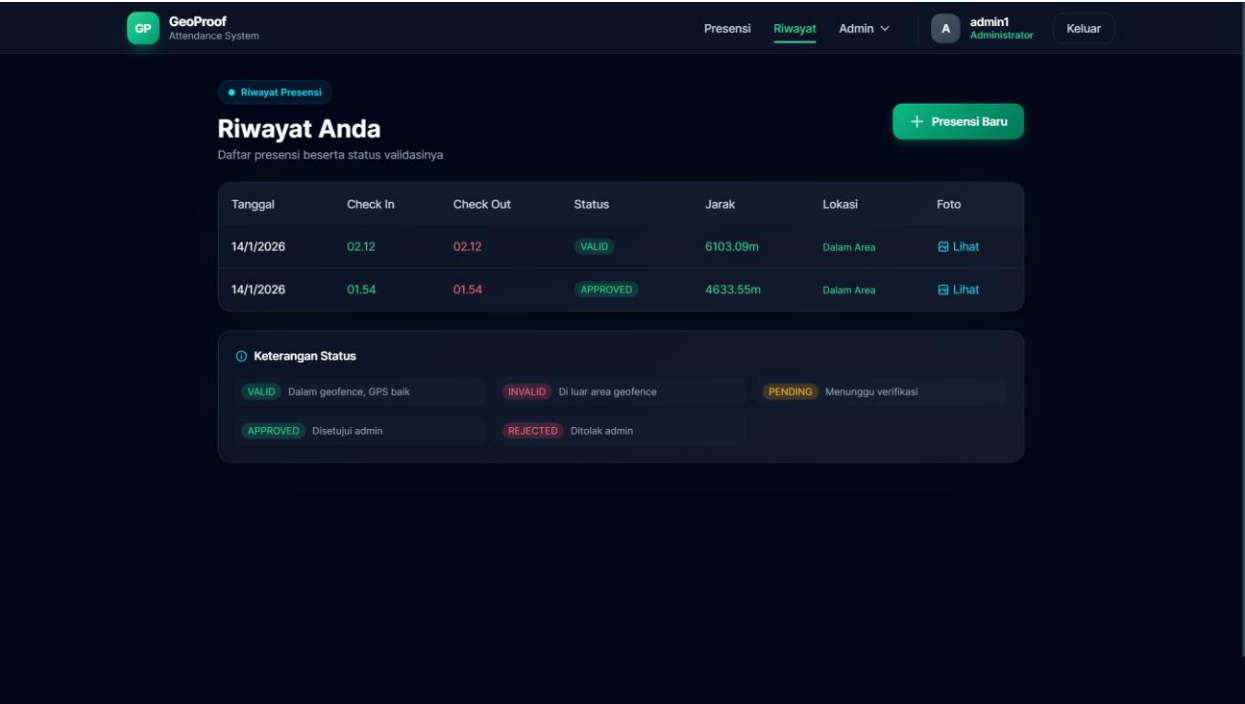 GP
GeoProof
Attendance System
Presensi Riwayat Admin
A
admin1
Administrator
Keluar
Riwayat Presensi
Riwayat Anda
Daftar presensi beserta status validasinya
+ Presensi Baru
Tanggal Check In Check Out Status Jarak Lokasi Foto
14/1/2026 02.12 02.12 VALID 6103.09m Dalam Area Lihat
14/1/2026 01.54 01.54 APPROVED 4633.55m Dalam Area Lihat
Keterangan Status
VALID Dalam geofence, GPS baik INVALID Di luar area geofence PENDING Menunggu verifikasi
APPROVED Disetujui admin REJECTED Ditolak admin